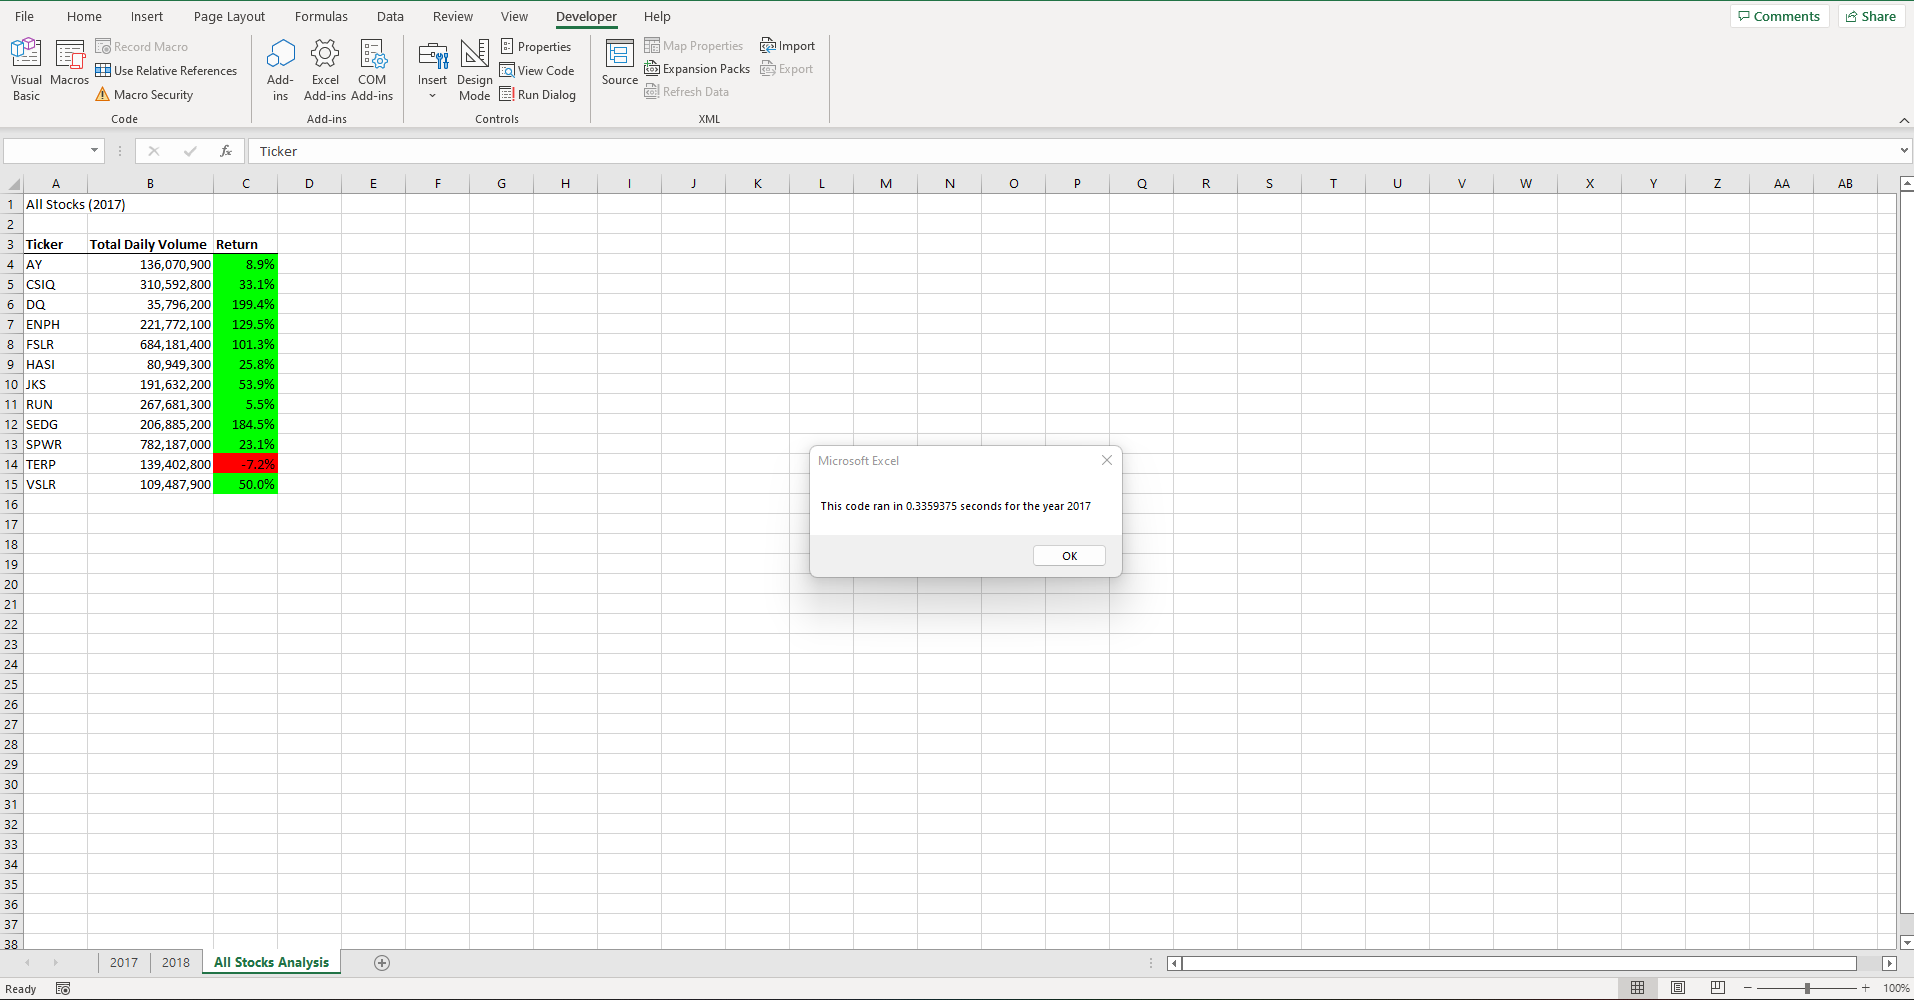 File Home Insert Page Layout Formulas Data Review View Developer Help Comments Share
Visual Basic Macros Record Macro Use Relative References Macro Security
Code
Add-ins Excel Add-ins COM Add-ins
Add-ins
Insert Design Mode Properties View Code Run Dialog
Controls
Source Map Properties Expansion Packs Refresh Data Import Export
XML
fx Ticker
A B C D E F G H I J K L M N O P Q R S T U V W X Y Z AA AB
1 All Stocks (2017)
2
3 Ticker Total Daily Volume Return
4 AY 136,070,900 8.9%
5 CSIQ 310,592,800 33.1%
6 DQ 35,796,200 199.4%
7 ENPH 221,772,100 129.5%
8 FSLR 684,181,400 101.3%
9 HASI 80,949,300 25.8%
10 JKS 191,632,200 53.9%
11 RUN 267,681,300 5.5%
12 SEDG 206,885,200 184.5%
13 SPWR 782,187,000 23.1%
14 TERP 139,402,800 -7.2%
15 VSLR 109,487,900 50.0%
16
17
18
19
20
21
22
23
24
25
26
27
28
29
30
31
32
33
34
35
36
37
38
Microsoft Excel
This code ran in 0.3359375 seconds for the year 2017
OK
2017 2018 All Stocks Analysis
Ready 100%